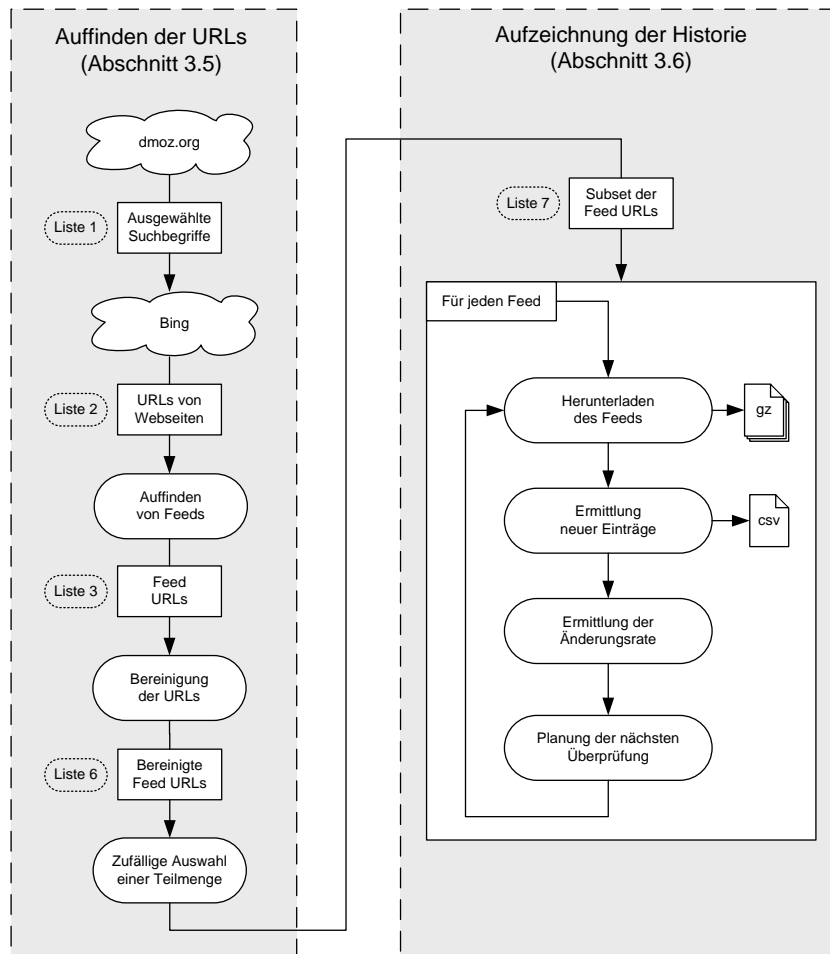 Auffinden der URLs
(Abschnitt 3.5)
dmoz.org
Liste 1
Ausgewählte
Suchbegriffe
Bing
Liste 2
URLs von
Webseiten
Auffinden
von Feeds
Liste 3
Feed
URLs
Bereinigung
der URLs
Liste 6
Bereinigte
Feed URLs
Zufällige Auswahl
einer Teilmenge
Aufzeichnung der Historie
(Abschnitt 3.6)
Liste 7
Subset der
Feed URLs
Für jeden Feed
Herunterladen
des Feeds
gz
Ermittlung
neuer Einträge
csv
Ermittlung der
Änderungsrate
Planung der nächsten
Überprüfung